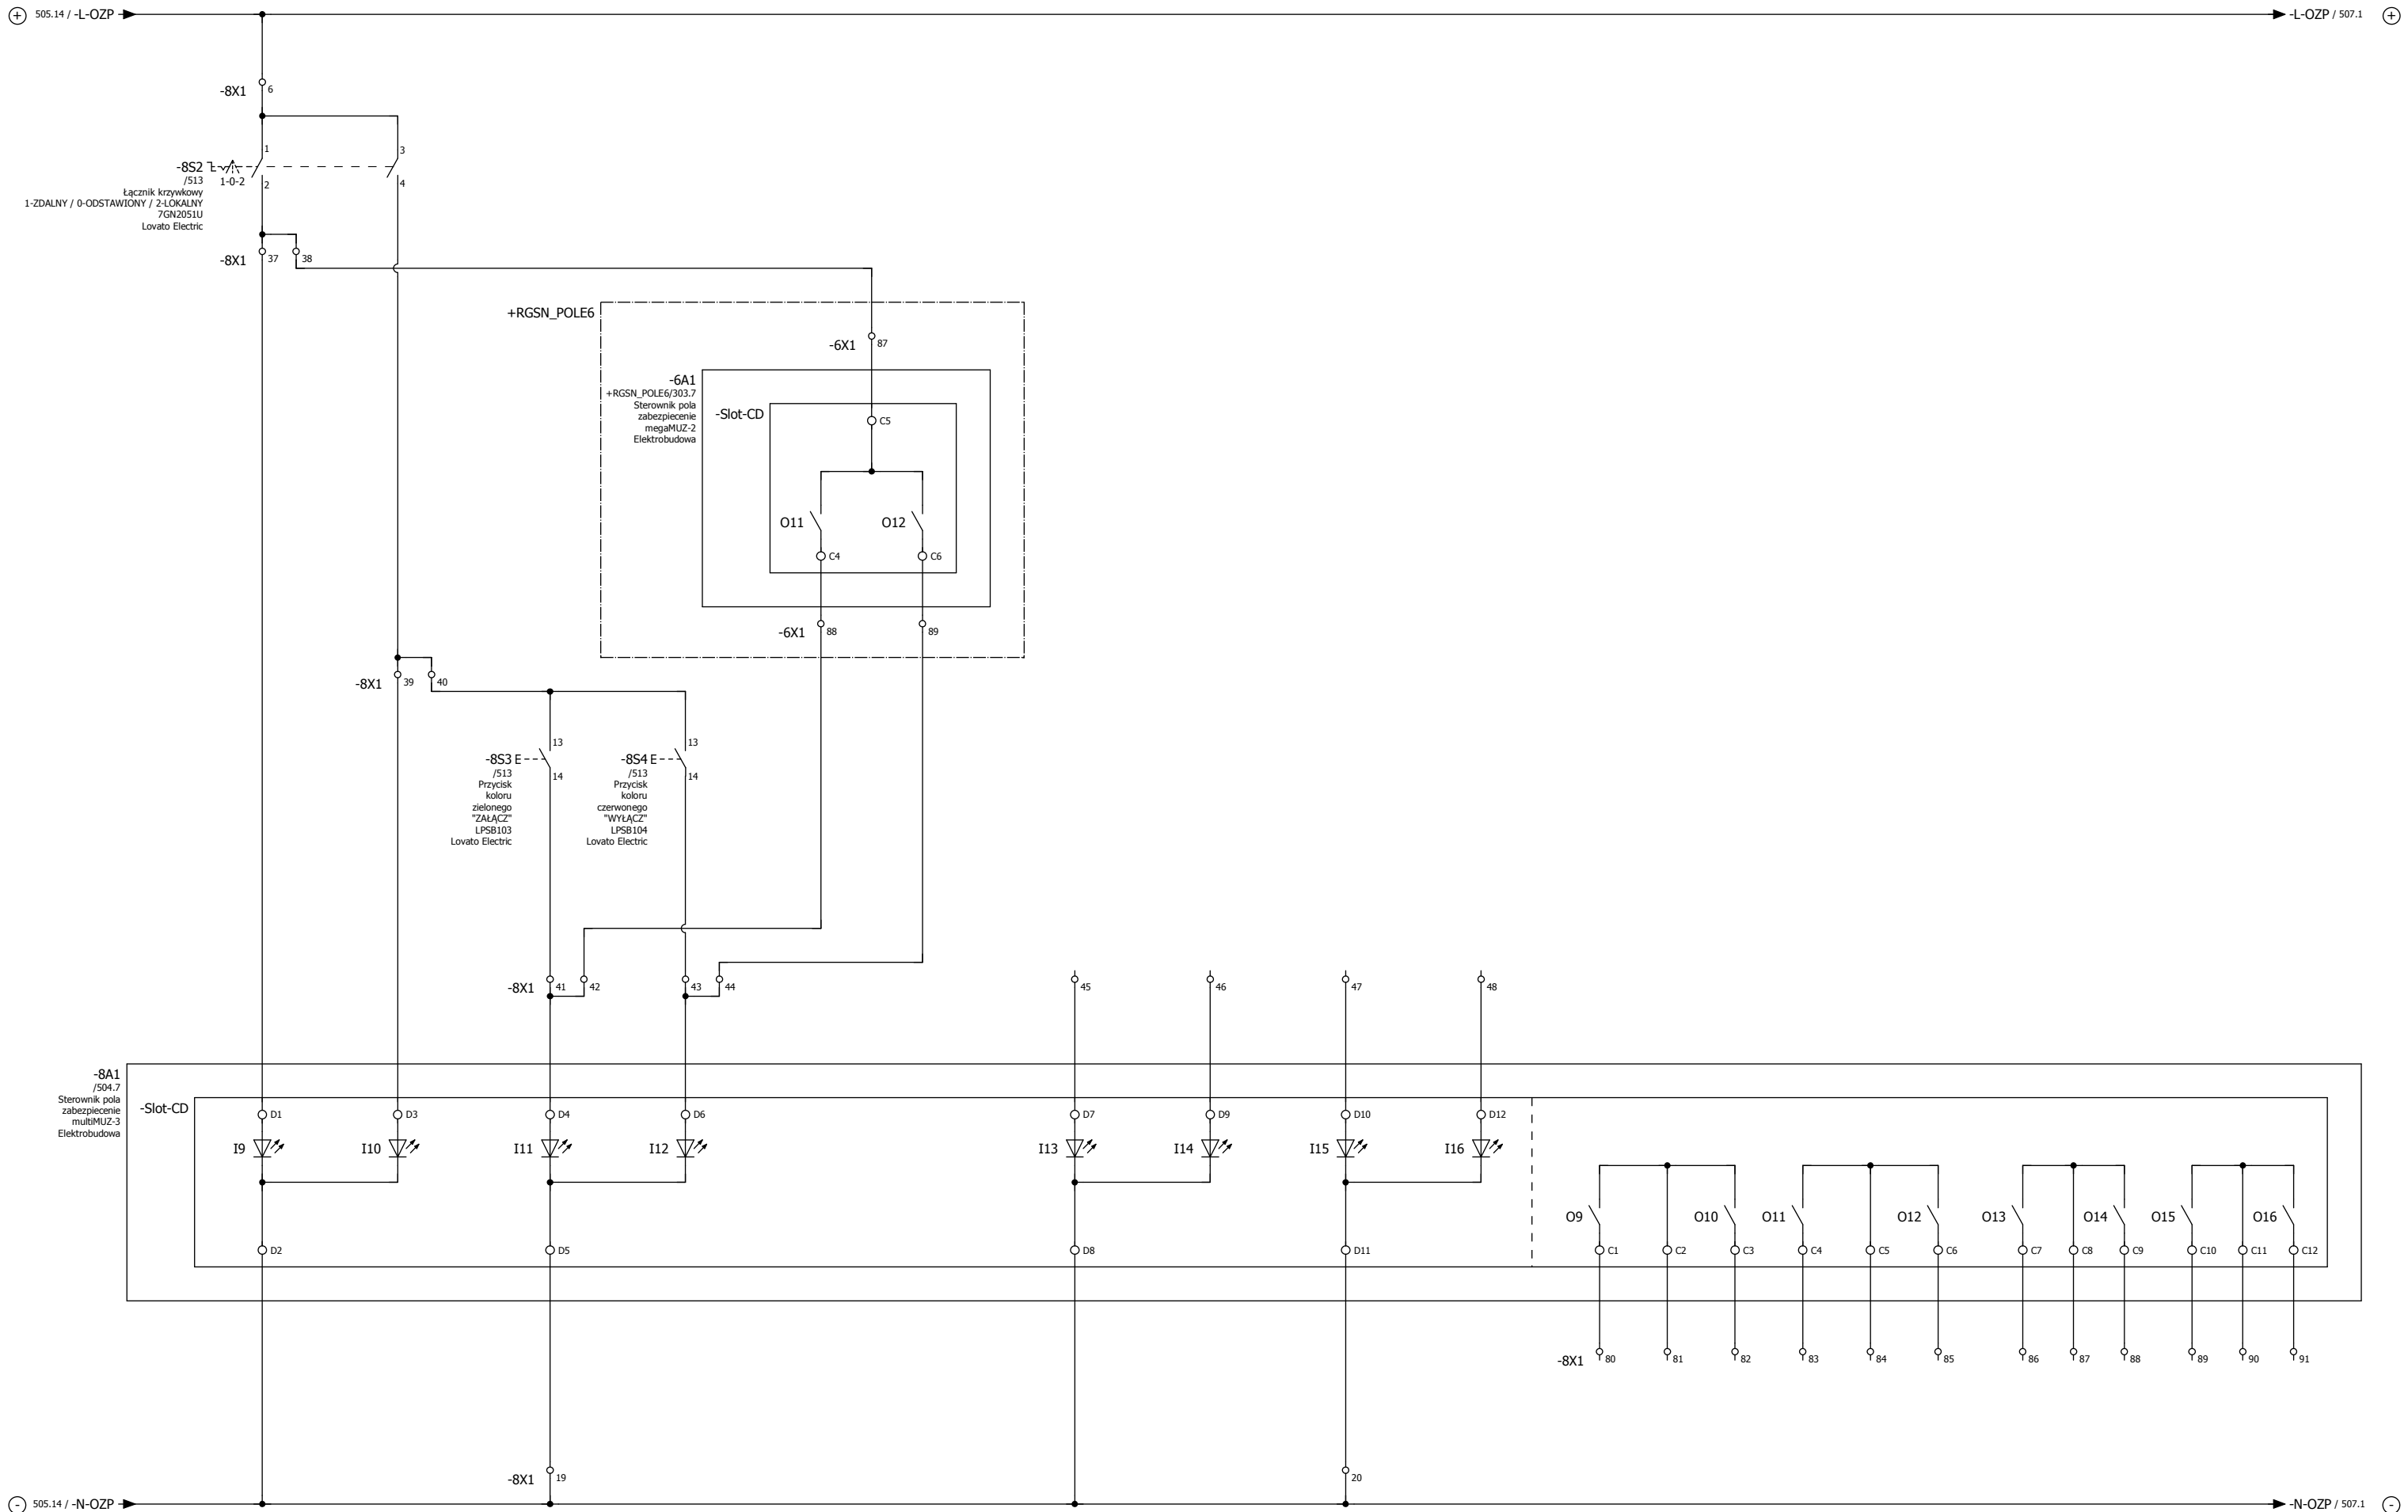 + 505.14 / -L-OZP
-L-OZP / 507.1 +
-8X1 6
1 3
-8S2 E
/513 1-0-2 2 4
Łącznik krzywkowy
1-ZDALNY / 0-ODSTAWIONY / 2-LOKALNY
7GN2051U
Lovato Electric
-8X1 37 38
+RGSN_POLE6
-6X1 87
-6A1
+RGSN_POLE6/303.7
Sterownik pola
zabezpiecenie
megaMUZ-2
Elektrobudowa
-Slot-CD
C5
O11 O12
C4 C6
-6X1 88 89
-8X1 39 40
13 13
-8S3 E
/513
14
Przycisk
koloru
zielonego
"ZAŁĄCZ"
LPSB103
Lovato Electric
-8S4 E
/513
14
Przycisk
koloru
czerwonego
"WYŁĄCZ"
LPSB104
Lovato Electric
-8X1 41 42 43 44 45 46 47 48
-8A1
/504.7
Sterownik pola
zabezpiecenie
multiMUZ-3
Elektrobudowa
-Slot-CD
D1 D3 D4 D6 D7 D9 D10 D12
I9 I10 I11 I12 I13 I14 I15 I16
O9 O10 O11 O12 O13 O14 O15 O16
D2 D5 D8 D11 C1 C2 C3 C4 C5 C6 C7 C8 C9 C10 C11 C12
-8X1 80 81 82 83 84 85 86 87 88 89 90 91
-8X1 19 20
- 505.14 / -N-OZP
-N-OZP / 507.1 -